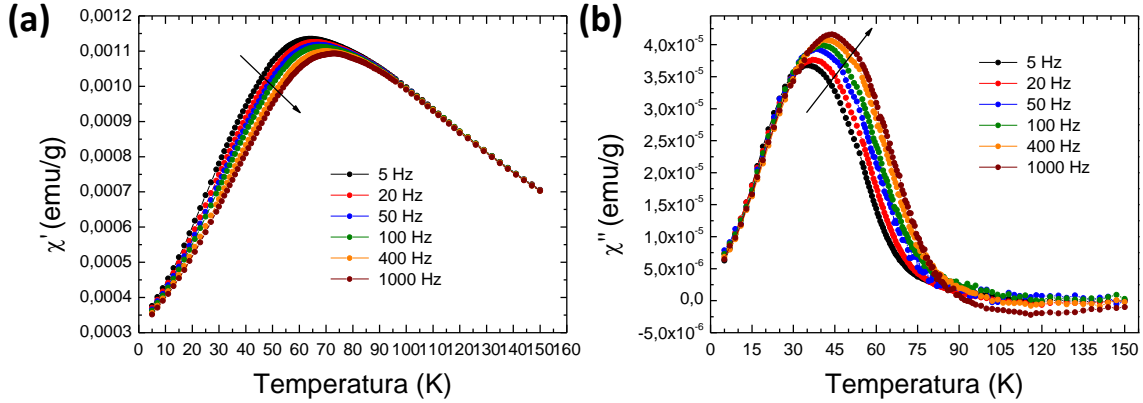 (a)
χ' (emu/g)
0,0012
0,0011
0,0010
0,0009
0,0008
0,0007
0,0006
0,0005
0,0004
0,0003
5 Hz
20 Hz
50 Hz
100 Hz
400 Hz
1000 Hz
0 10 20 30 40 50 60 70 80 90 100 110 120 130 140 150 160
Temperatura (K)
(b)
χ'' (emu/g)
4,0x10⁻⁵
3,5x10⁻⁵
3,0x10⁻⁵
2,5x10⁻⁵
2,0x10⁻⁵
1,5x10⁻⁵
1,0x10⁻⁵
5,0x10⁻⁶
0,0
-5,0x10⁻⁶
5 Hz
20 Hz
50 Hz
100 Hz
400 Hz
1000 Hz
0 15 30 45 60 75 90 105 120 135 150
Temperatura (K)